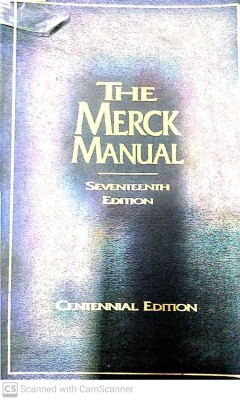 THE
MERCK
MANUAL
SEVENTEENTH
EDITION
CENTENNIAL EDITION
CS Scanned with CamScanner